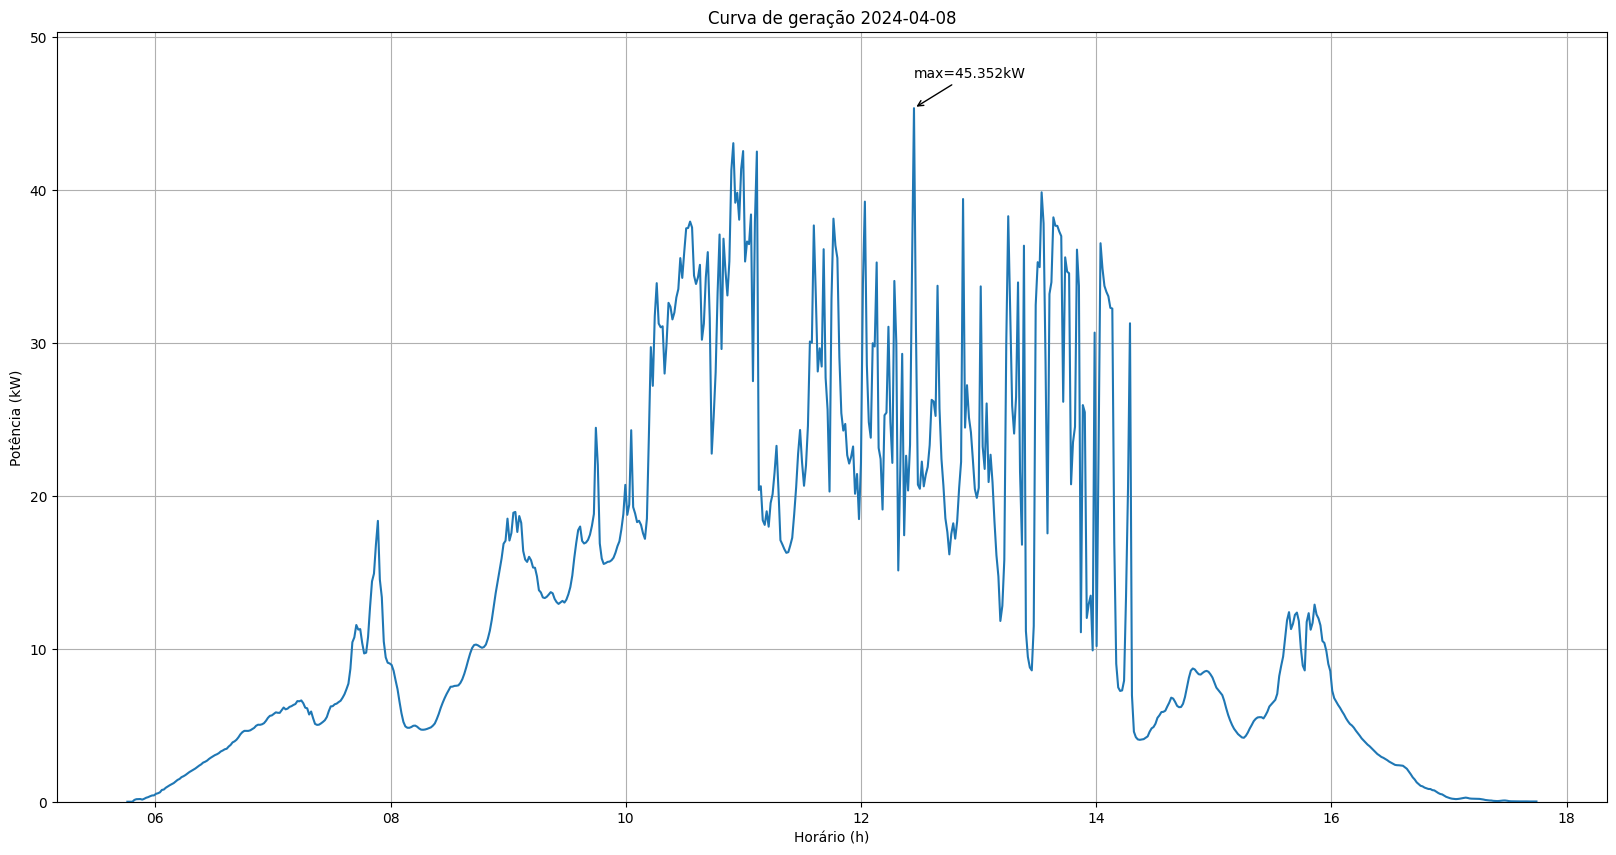 Curva de geração 2024-04-08
50
max=45.352kW
40
30
Potência (kW)
20
10
0
06 08 10 12 14 16 18
Horário (h)